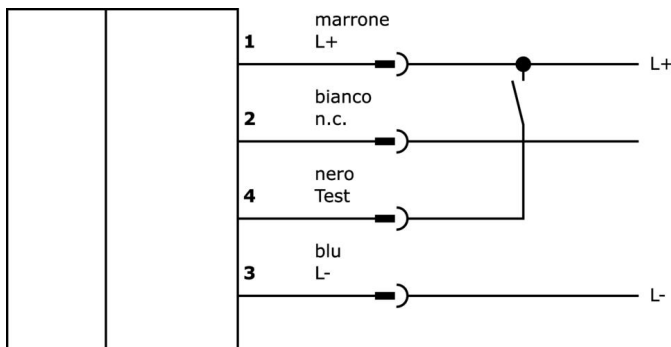 marrone
1 L+
L+
bianco
2 n.c.
nero
4 Test
blu
3 L-
L-